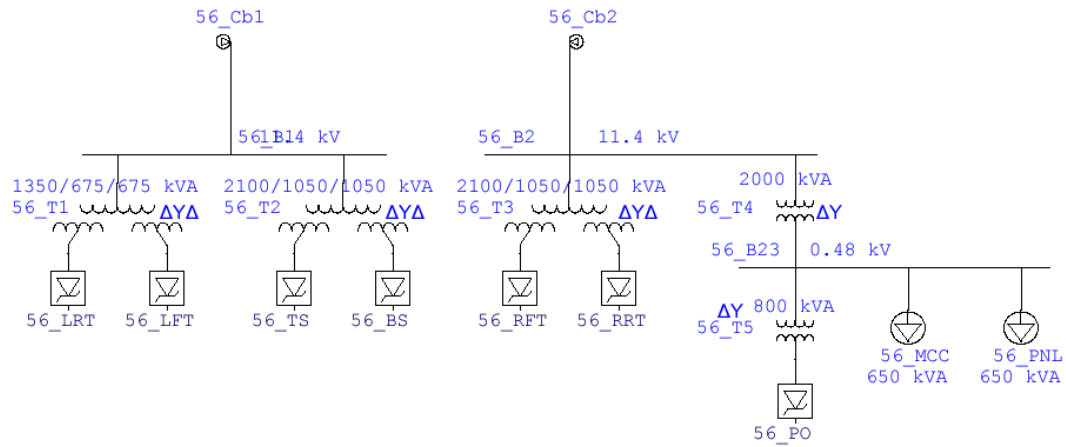 56_Cb1 56_Cb2
56_B1 11.4 kV 56_B2 11.4 kV
1350/675/675 kVA 2100/1050/1050 kVA 2100/1050/1050 kVA 2000 kVA
56_T1 ΔYΔ 56_T2 ΔYΔ 56_T3 ΔYΔ 56_T4 ΔY
56_B23 0.48 kV
56_LRT 56_LFT 56_TS 56_BS 56_RFT 56_RRT ΔY 800 kVA
56_T5
56_MCC 56_PNL
650 kVA 650 kVA
56_PO